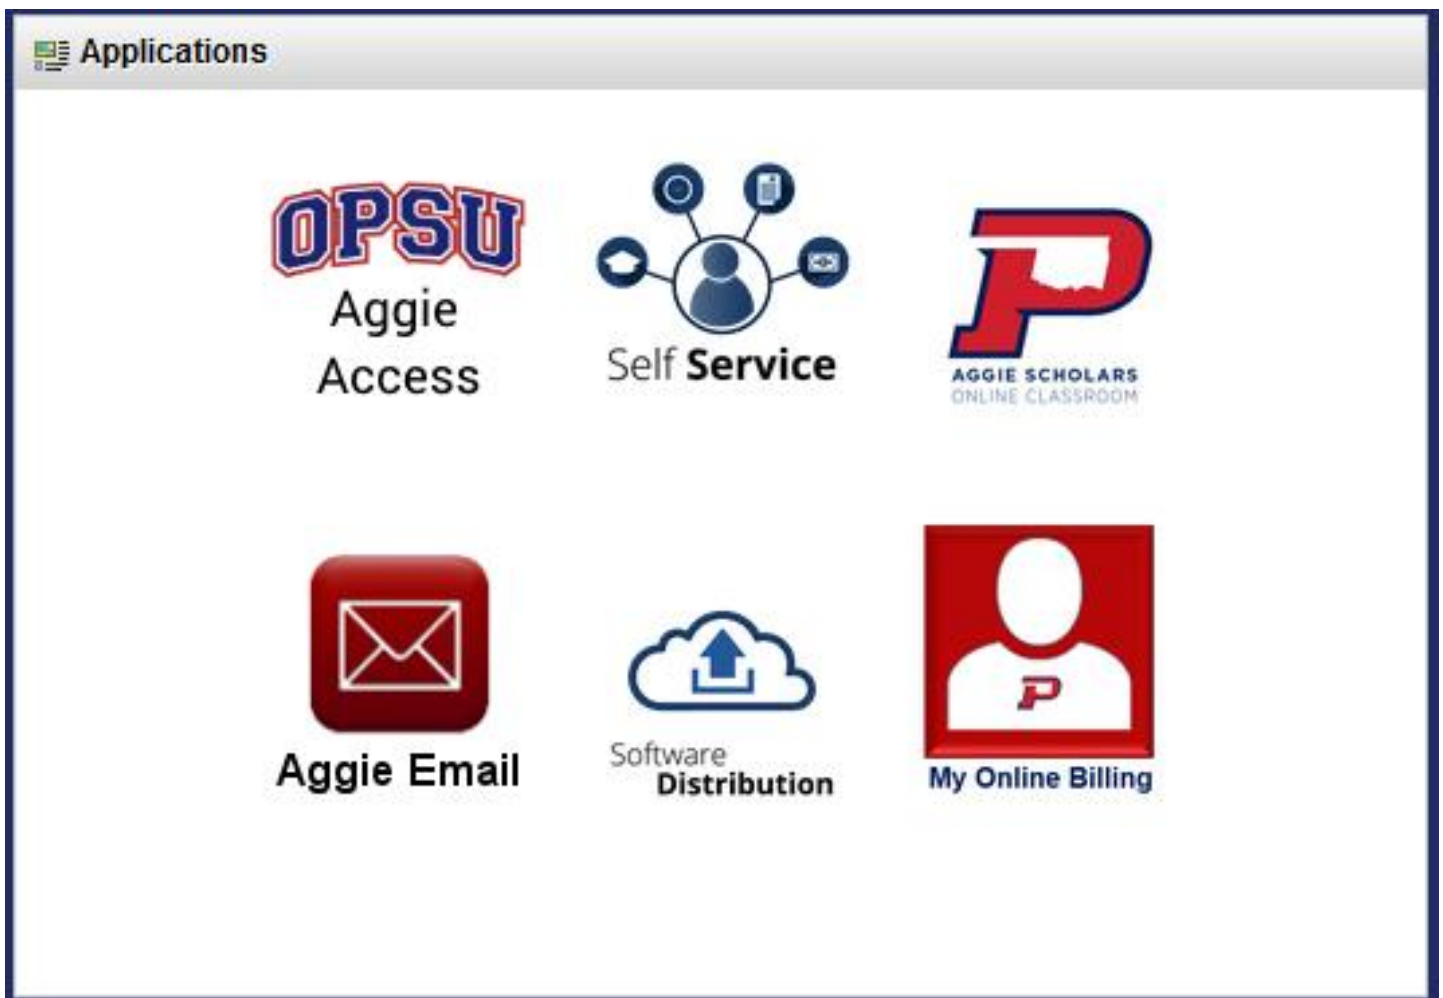 Applications
OPSU
Aggie
Access
Self Service
P
AGGIE SCHOLARS
ONLINE CLASSROOM
Aggie Email
Software
Distribution
P
My Online Billing